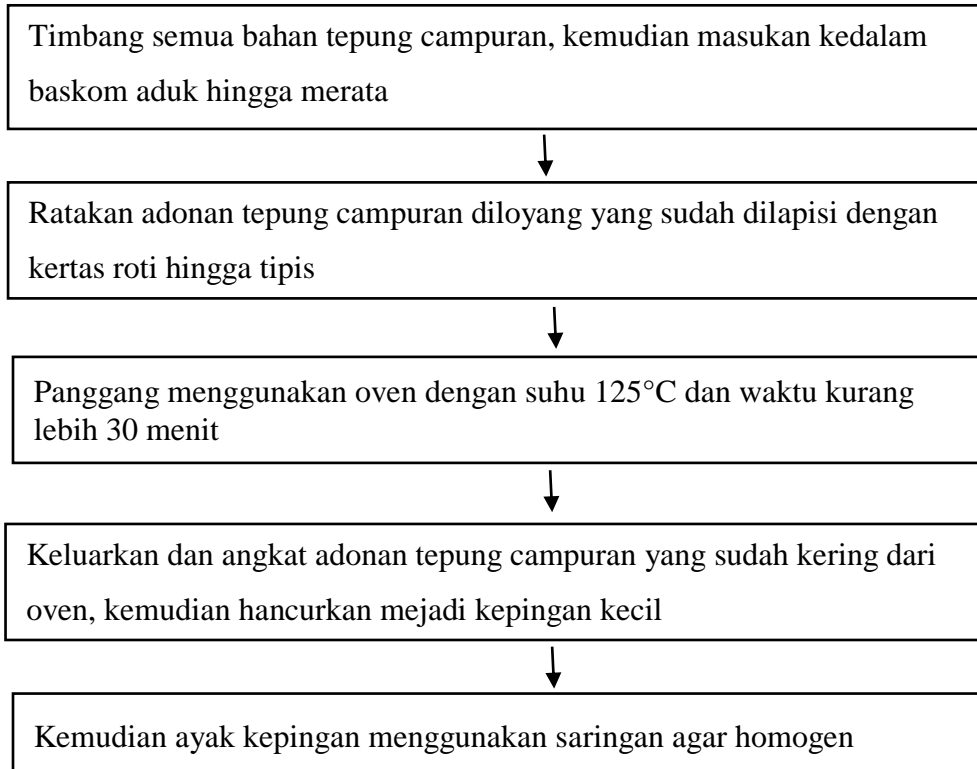 Timbang semua bahan tepung campuran, kemudian masukan kedalam
baskom aduk hingga merata
Ratakan adonan tepung campuran diloyang yang sudah dilapisi dengan
kertas roti hingga tipis
Panggang menggunakan oven dengan suhu 125°C dan waktu kurang
lebih 30 menit
Keluarkan dan angkat adonan tepung campuran yang sudah kering dari
oven, kemudian hancurkan mejadi kepingan kecil
Kemudian ayak kepingan menggunakan saringan agar homogen